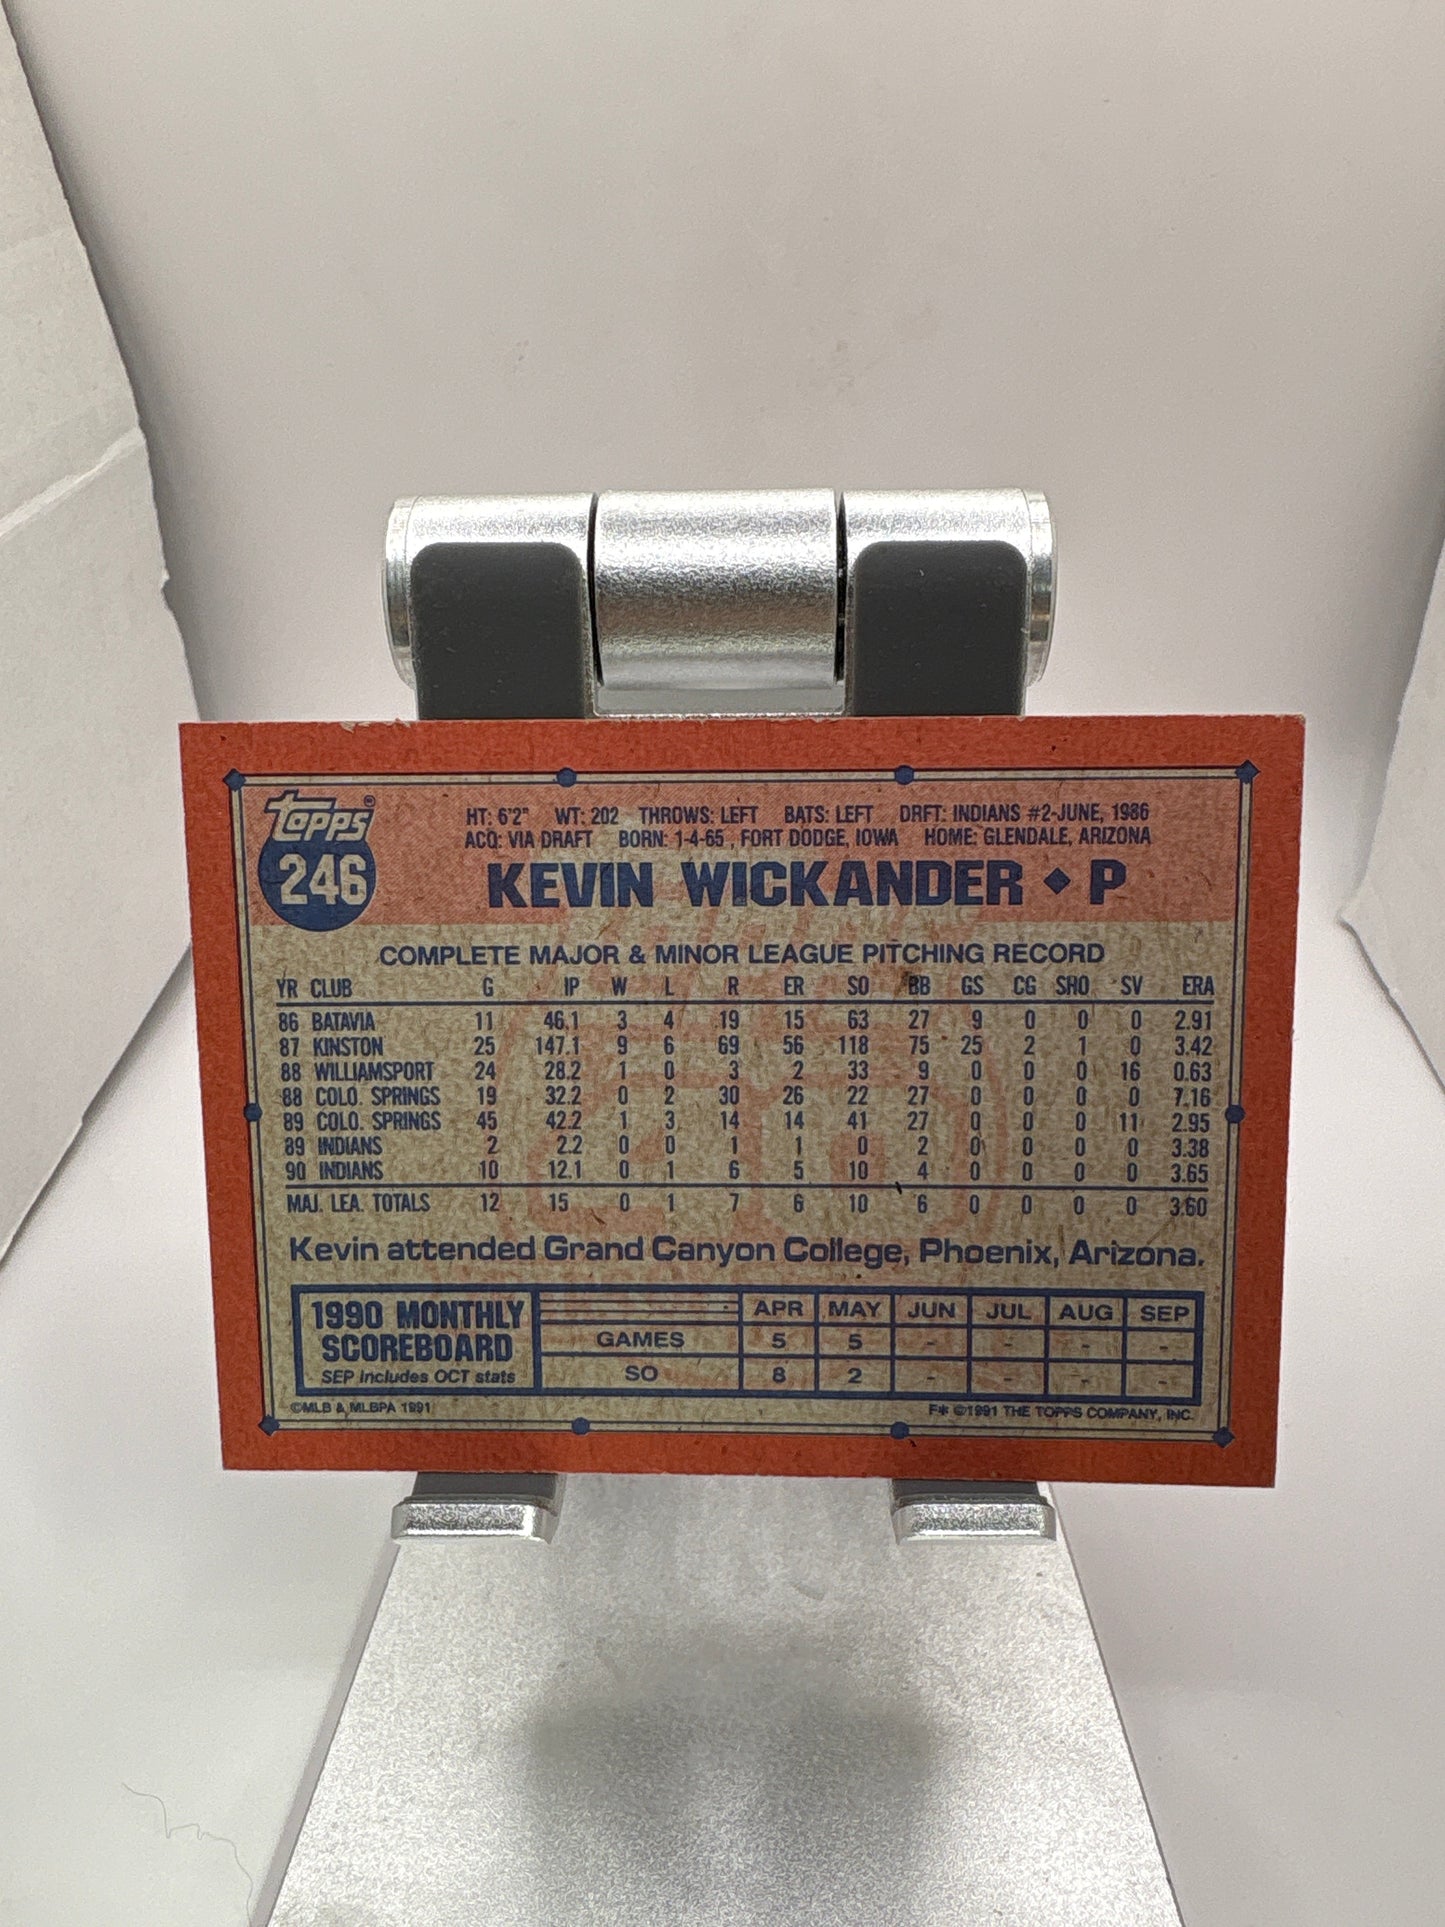 Topps®
246
HT: 6'2" WT: 202 THROWS: LEFT BATS: LEFT DRFT: INDIANS #2-JUNE, 1986
ACQ: VIA DRAFT BORN: 1-4-65 , FORT DODGE, IOWA HOME: GLENDALE, ARIZONA
KEVIN WICKANDER ◆ P
COMPLETE MAJOR & MINOR LEAGUE PITCHING RECORD
YR CLUB G IP W L R ER SO BB GS CG SHO SV ERA
86 BATAVIA 11 46.1 3 4 19 15 63 27 9 0 0 0 2.91
87 KINSTON 25 147.1 9 6 69 56 118 75 25 2 1 0 3.42
88 WILLIAMSPORT 24 28.2 1 0 3 2 33 9 0 0 0 16 0.63
88 COLO. SPRINGS 19 32.2 0 2 30 26 22 27 0 0 0 0 7.16
89 COLO. SPRINGS 45 42.2 1 3 14 14 41 27 0 0 0 11 2.95
89 INDIANS 2 2.2 0 0 1 1 0 2 0 0 0 0 3.38
90 INDIANS 10 12.1 0 1 6 5 10 4 0 0 0 0 3.65
MAJ. LEA. TOTALS 12 15 0 1 7 6 10 6 0 0 0 0 3.60
Kevin attended Grand Canyon College, Phoenix, Arizona.
1990 MONTHLY
SCOREBOARD
SEP includes OCT stats
APR MAY JUN JUL AUG SEP
GAMES 5 5 - - - -
SO 8 2 - - - -
©MLB & MLBPA 1991
F* ©1991 THE TOPPS COMPANY, INC.